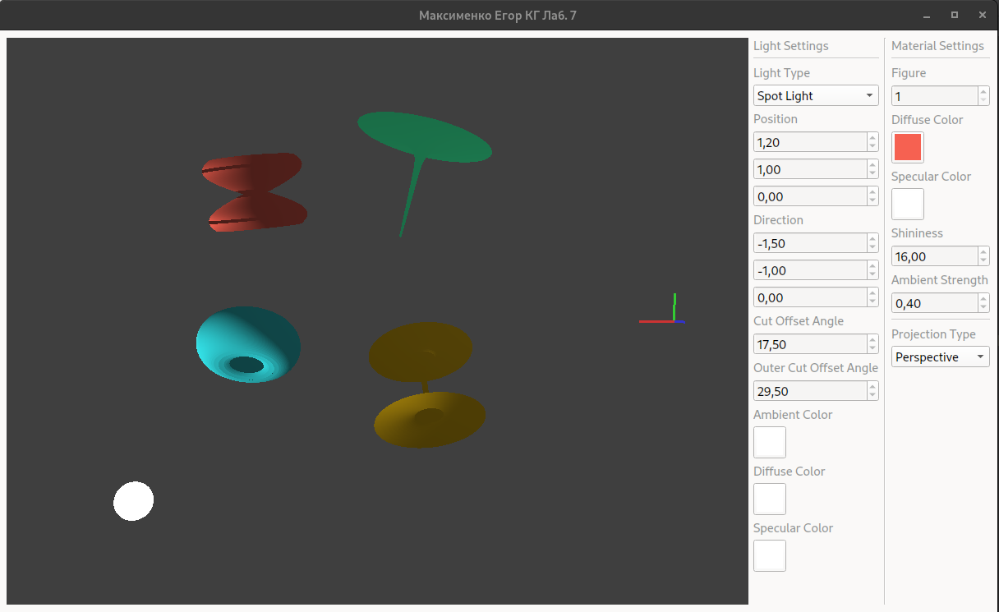 Максименко Егор КГ Лаб. 7
Light Settings
Light Type
Spot Light
Position
1,20
1,00
0,00
Direction
-1,50
-1,00
0,00
Cut Offset Angle
17,50
Outer Cut Offset Angle
29,50
Ambient Color
Diffuse Color
Specular Color
Material Settings
Figure
1
Diffuse Color
Specular Color
Shininess
16,00
Ambient Strength
0,40
Projection Type
Perspective